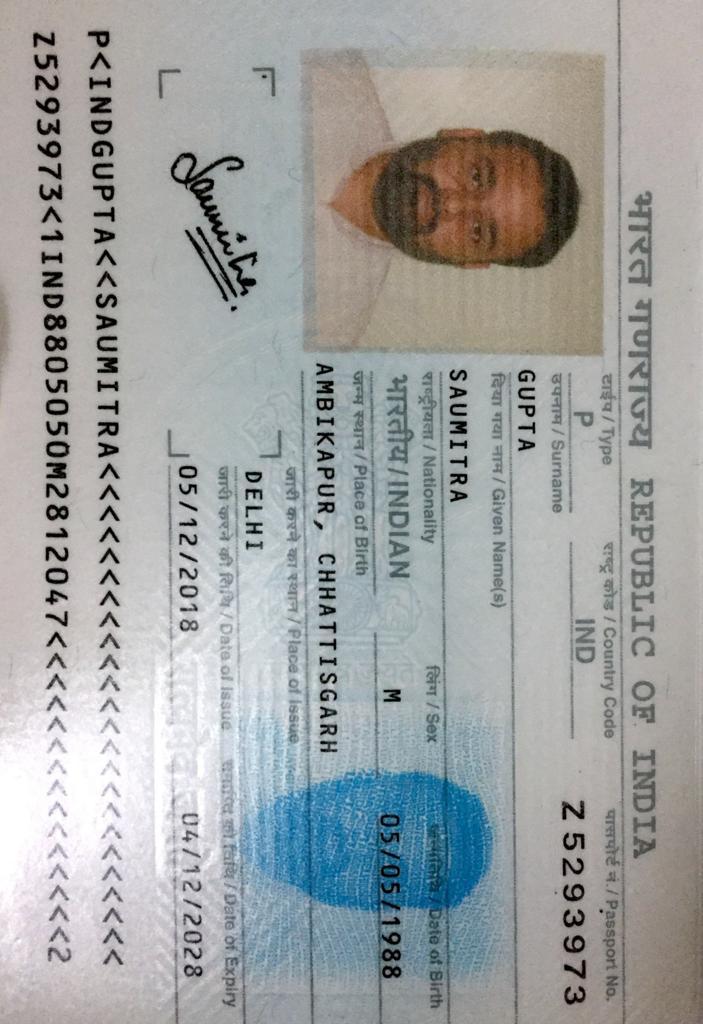 भारत गणराज्य REPUBLIC OF INDIA
टाईप / Type राष्ट्र कोड / Country Code पासपोर्ट नं. / Passport No.
P IND Z5293973
उपनाम / Surname
GUPTA
दिया गया नाम / Given Name(s)
SAUMITRA
राष्ट्रीयता / Nationality लिंग / Sex जन्मतिथि / Date of Birth
भारतीय / INDIAN M 05/05/1988
जन्म स्थान / Place of Birth
AMBIKAPUR, CHHATTISGARH
जारी करने का स्थान / Place of Issue
DELHI
जारी करने की तिथि / Date of Issue समाप्ति की तिथि / Date of Expiry
05/12/2018 04/12/2028
Saumitra
P<INDGUPTA<<SAUMITRA<<<<<<<<<<<<<<<<<<<<<<<<
Z5293973<1IND8805050M2812047<<<<<<<<<<<<<<<2